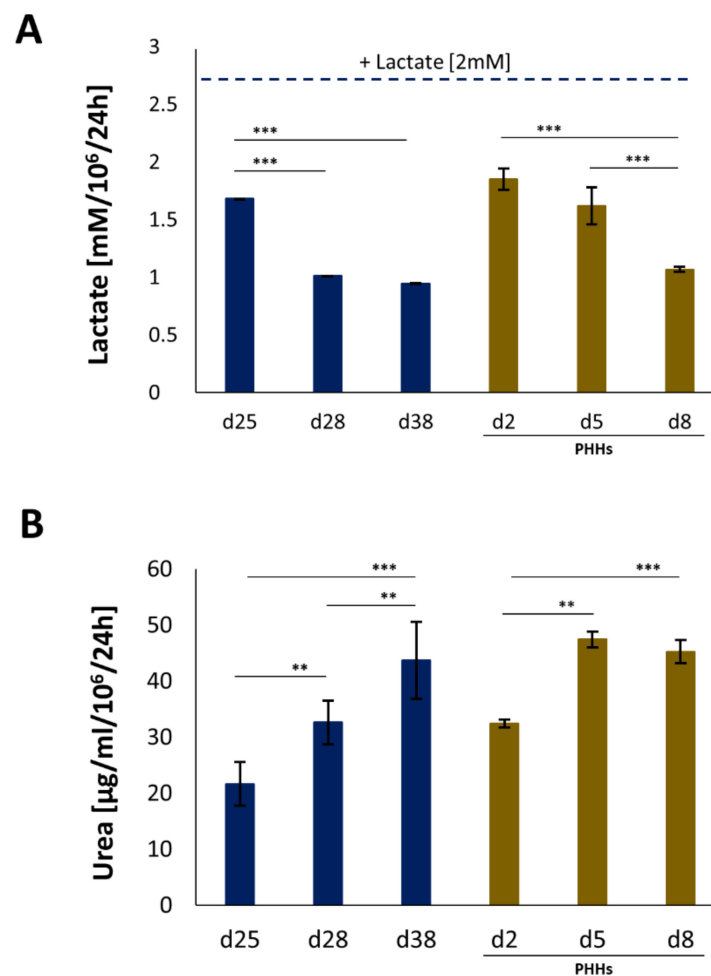 A
Lactate [mM/10⁶/24h]
3
2.5
2
1.5
1
0.5
0
+ Lactate [2mM]
***
***
***
***
d25 d28 d38 d2 d5 d8
PHHs
B
Urea [µg/ml/10⁶/24h]
60
50
40
30
20
10
0
***
**
**
***
**
d25 d28 d38 d2 d5 d8
PHHs